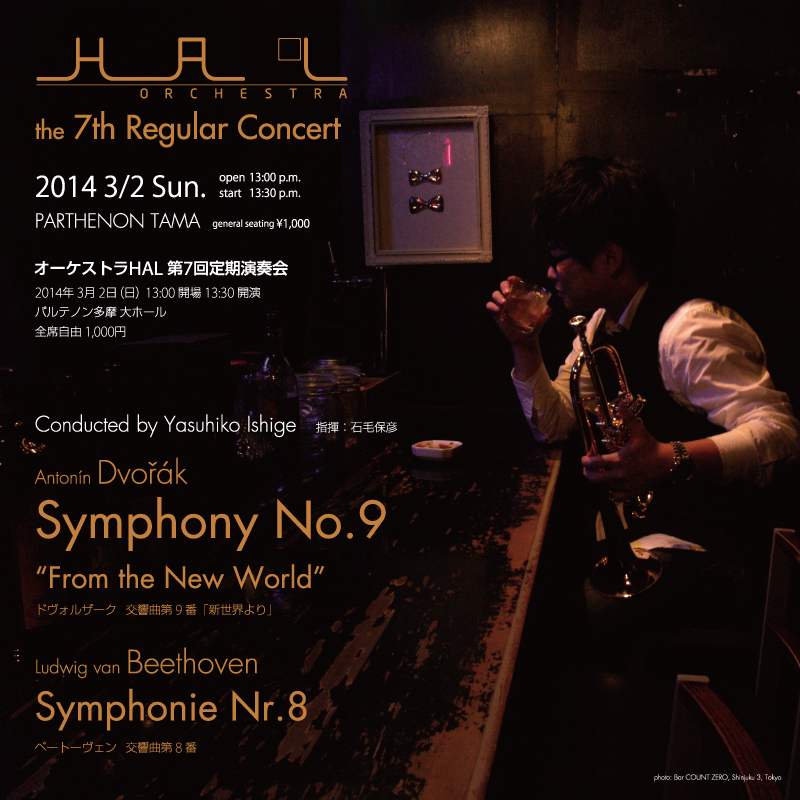 HAL
ORCHESTRA
the 7th Regular Concert
2014 3/2 Sun. open 13:00 p.m.
start 13:30 p.m.
PARTHENON TAMA general seating ¥1,000
オーケストラHAL 第7回定期演奏会
2014年 3月 2日（日） 13:00 開場 13:30 開演
パルテノン多摩 大ホール
全席自由 1,000円
Conducted by Yasuhiko Ishige 指揮：石毛保彦
Antonín Dvořák
Symphony No.9
“From the New World”
ドヴォルザーク 交響曲第9番「新世界より」
Ludwig van Beethoven
Symphonie Nr.8
ベートーヴェン 交響曲第8番
photo: Bar COUNT ZERO, Shinjuku 3, Tokyo